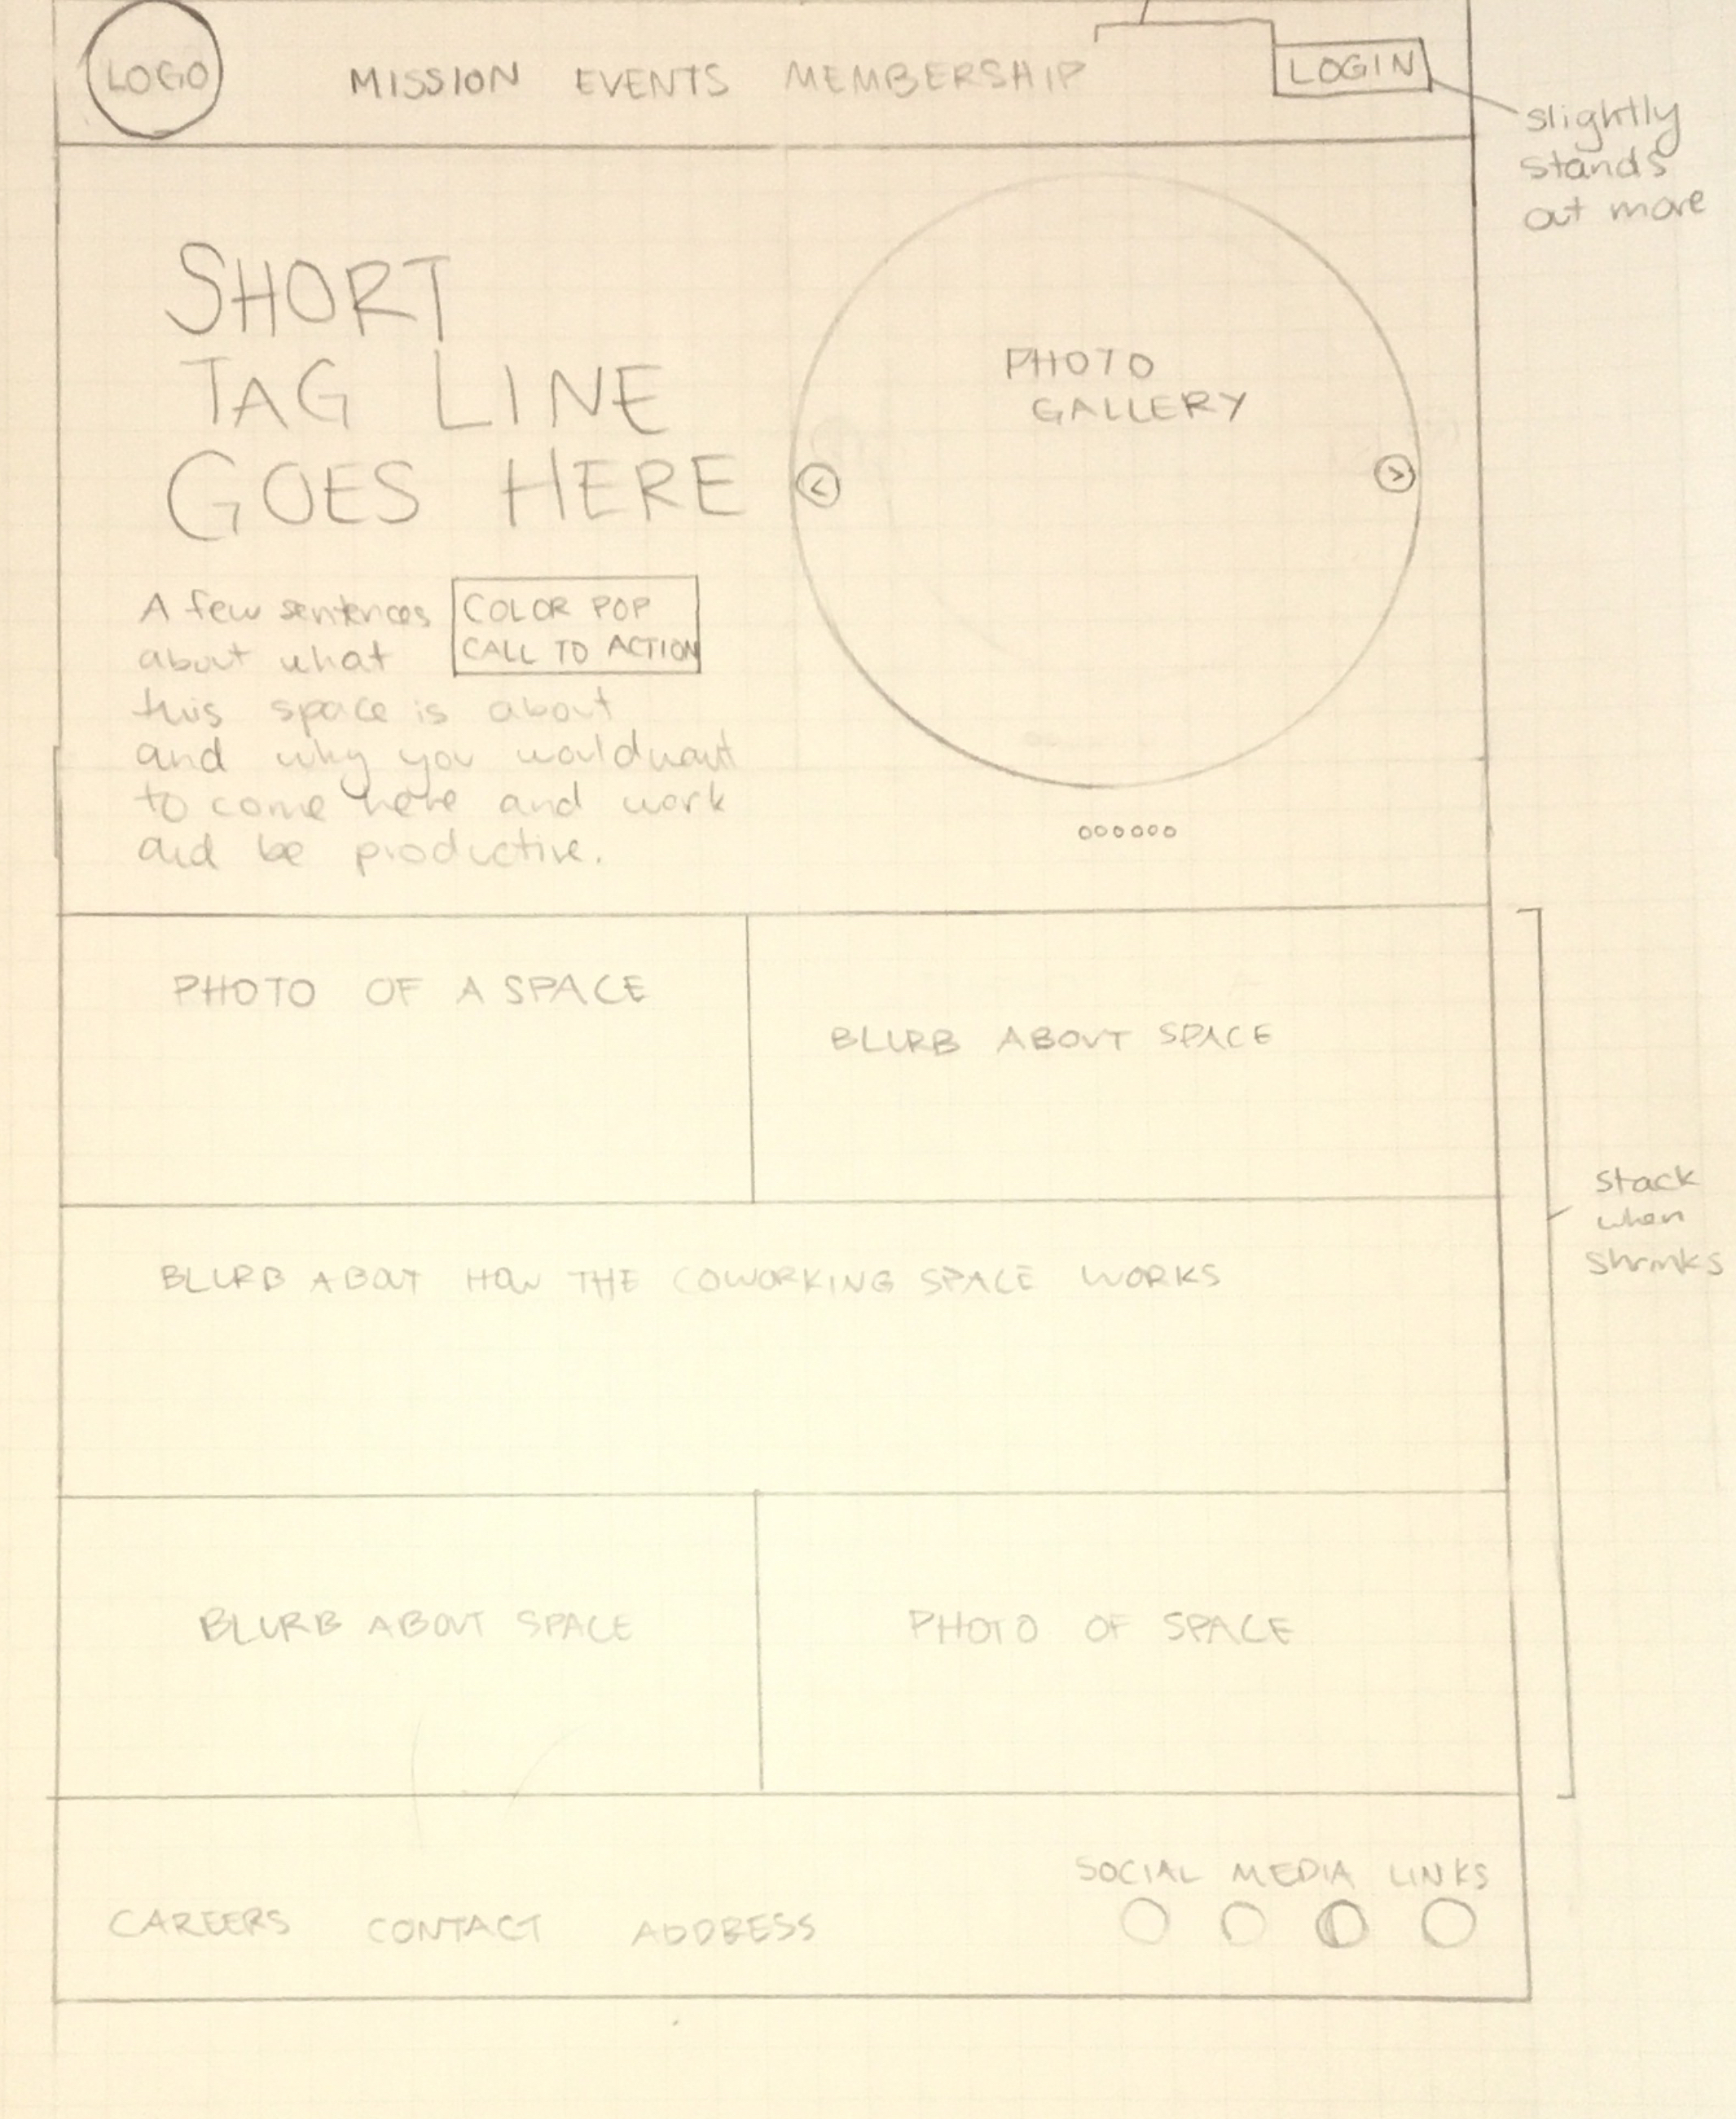 LOGO MISSION EVENTS MEMBERSHIP LOGIN
slightly
stands
out more
SHORT
TAG LINE
GOES HERE
PHOTO
GALLERY
<
>
A few sentences
about what
this space is about
and why you would want
to come here and work
and be productive.
COLOR POP
CALL TO ACTION
PHOTO OF A SPACE
BLURB ABOUT SPACE
stack
when
shrinks
BLURB ABOUT HOW THE COWORKING SPACE WORKS
BLURB ABOUT SPACE
PHOTO OF SPACE
SOCIAL MEDIA LINKS
CAREERS CONTACT ADDRESS